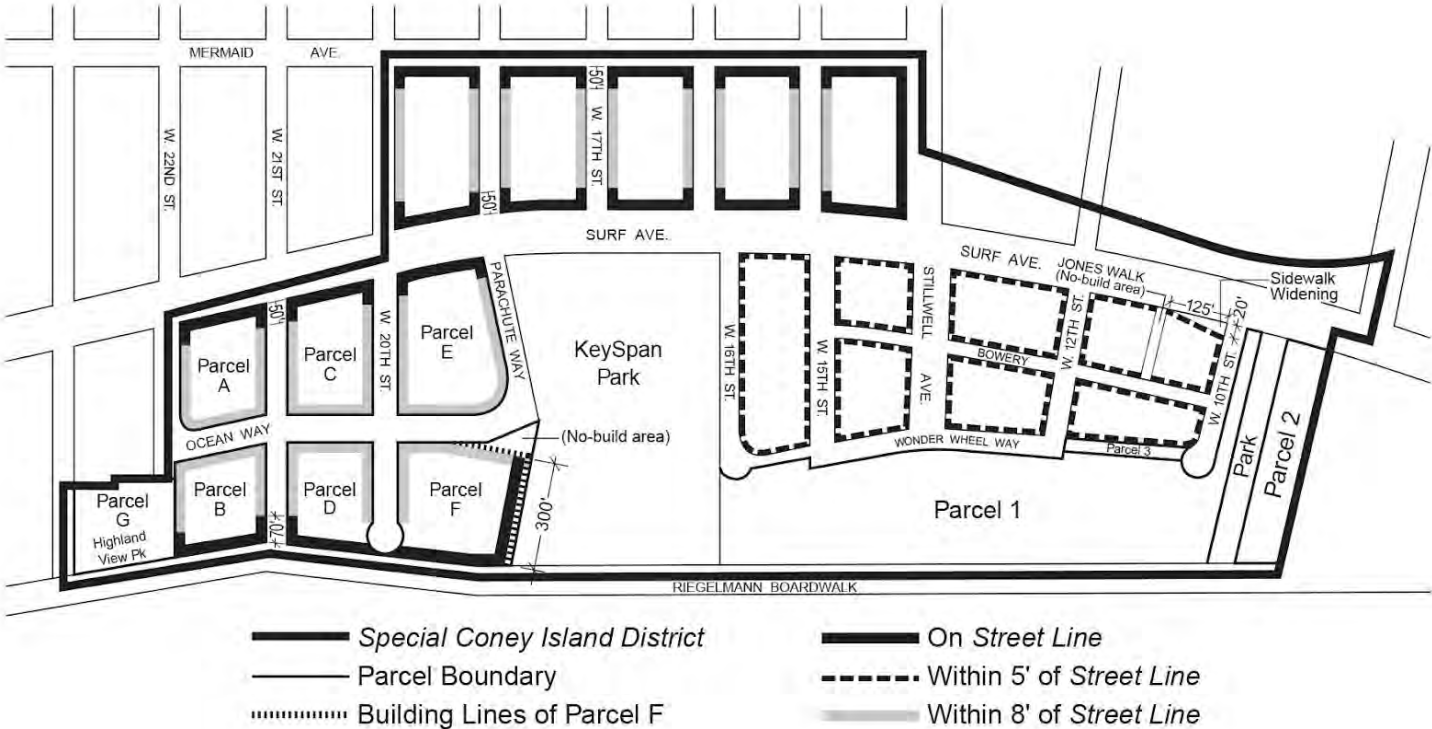 MERMAID AVE.
50'
W. 22ND ST.
W. 21ST ST.
W. 17TH ST.
50'
SURF AVE.
SURF AVE.
JONES WALK
(No-build area)
Sidewalk
Widening
125'
20'
50'
PARACHUTE WAY
STILLWELL AVE.
W. 12TH ST.
W. 10TH ST.
Parcel
A
Parcel
C
W. 20TH ST.
Parcel
E
KeySpan
Park
W. 16TH ST.
W. 15TH ST.
BOWERY
OCEAN WAY
(No-build area)
WONDER WHEEL WAY
Parcel 3
Park
Parcel 2
Parcel
G
Highland
View Pk
Parcel
B
Parcel
D
Parcel
F
300'
70'
Parcel 1
RIEGELMANN BOARDWALK
Special Coney Island District
Parcel Boundary
Building Lines of Parcel F
On Street Line
Within 5' of Street Line
Within 8' of Street Line